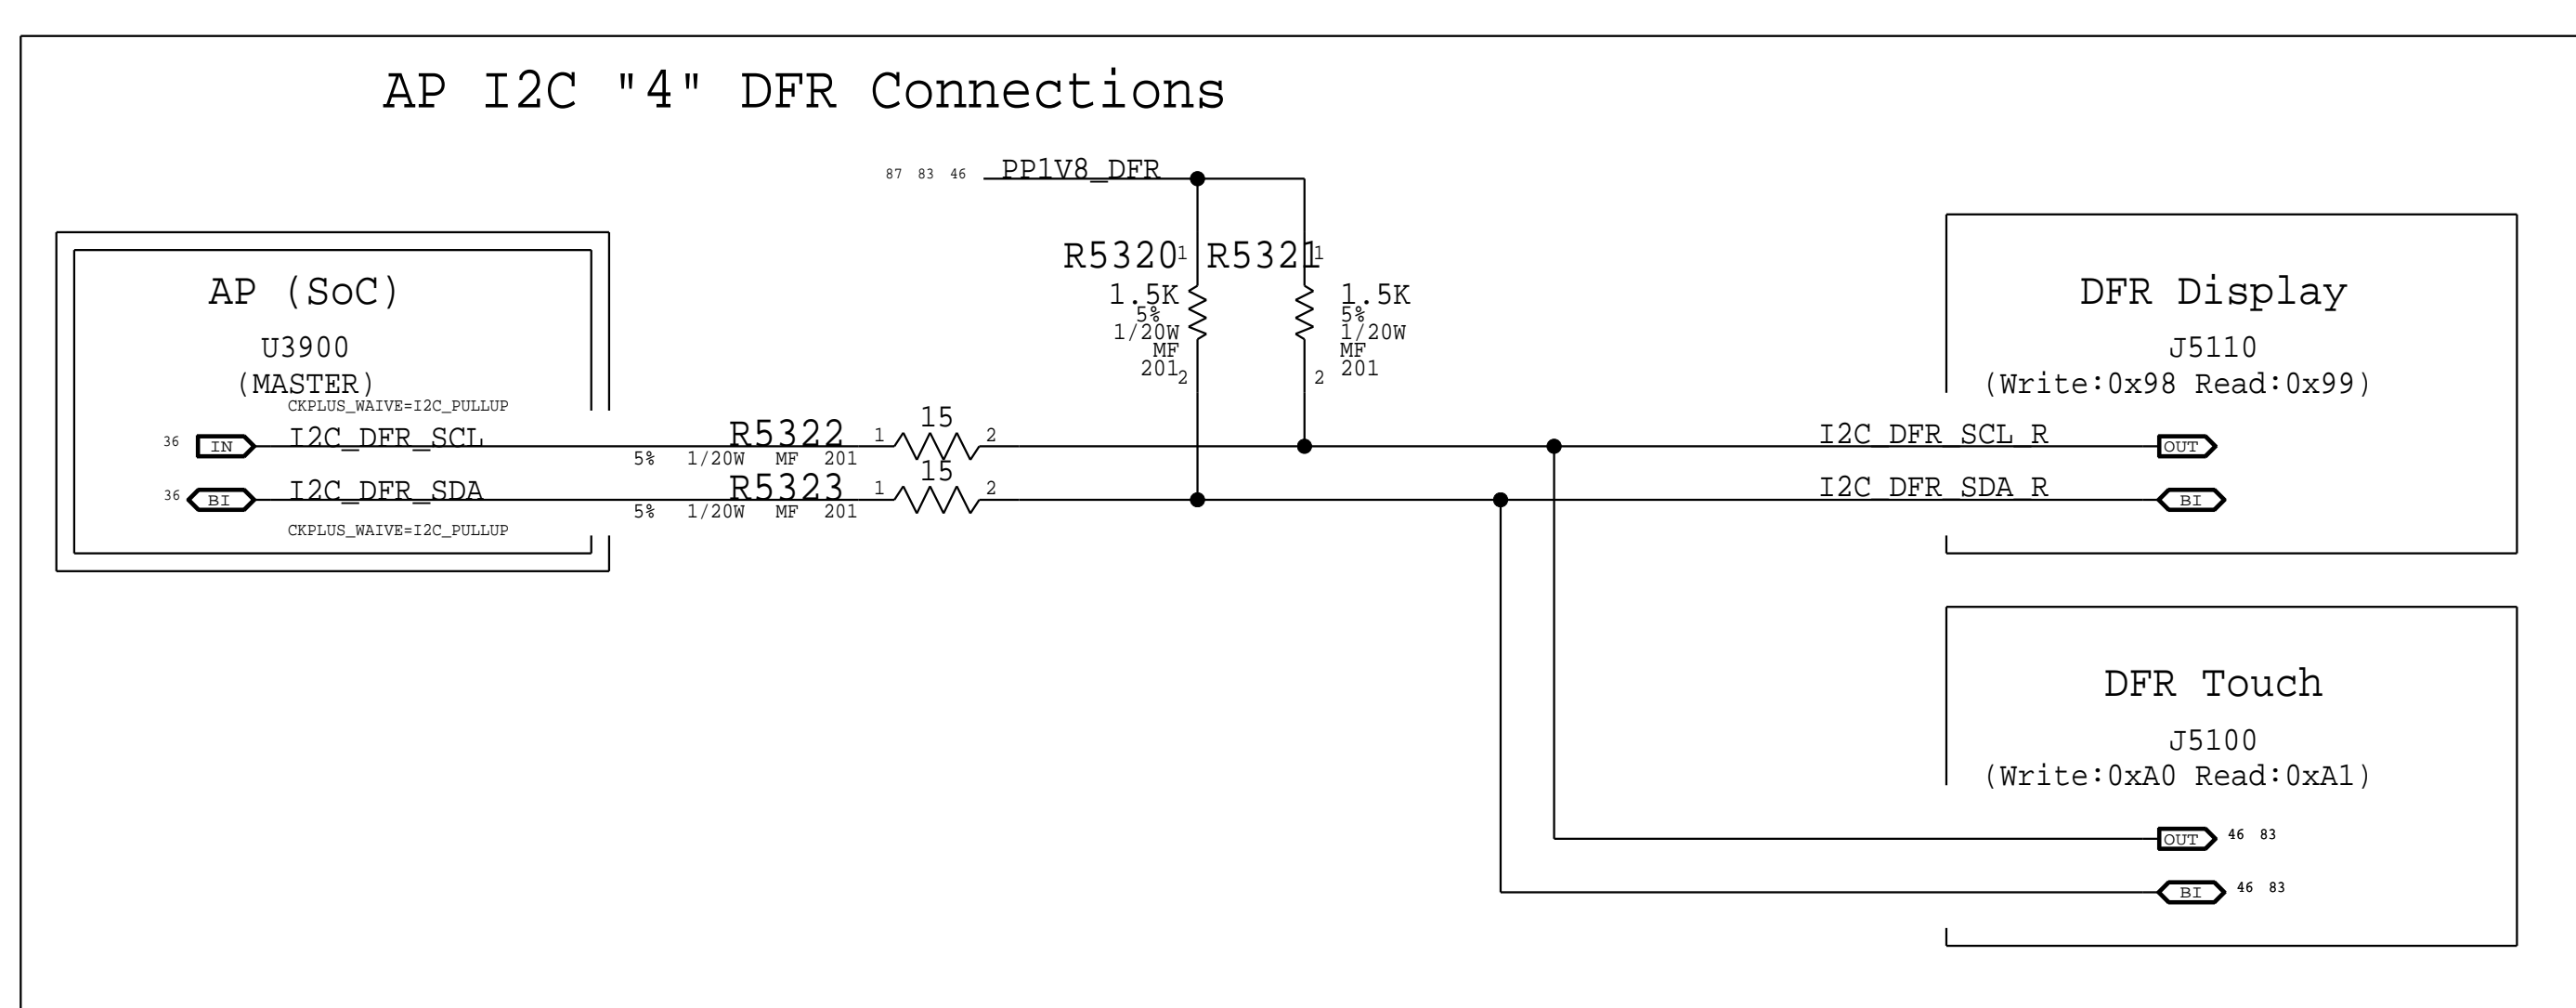 AP I2C "4" DFR Connections
87 83 46 PP1V8_DFR
R5320 1 R5321 1
1.5K 1.5K
5% 5%
1/20W 1/20W
MF MF
201 201
2 2
AP (SoC)
U3900
(MASTER)
CKPLUS_WAIVE=I2C_PULLUP
36 IN I2C_DFR_SCL R5322 1 15 2 I2C_DFR_SCL_R OUT
5% 1/20W MF 201
36 BI I2C_DFR_SDA R5323 1 15 2 I2C_DFR_SDA_R BI
5% 1/20W MF 201
CKPLUS_WAIVE=I2C_PULLUP
DFR Display
J5110
(Write:0x98 Read:0x99)
DFR Touch
J5100
(Write:0xA0 Read:0xA1)
OUT 46 83
BI 46 83